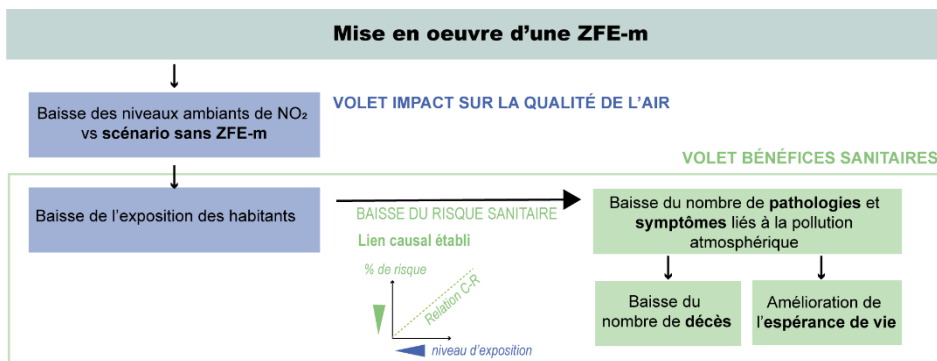 Mise en oeuvre d’une ZFE-m
Baisse des niveaux ambiants de NO₂
vs scénario sans ZFE-m
VOLET IMPACT SUR LA QUALITÉ DE L’AIR
VOLET BÉNÉFICES SANITAIRES
Baisse de l’exposition des habitants
BAISSE DU RISQUE SANITAIRE
Lien causal établi
% de risque
Relation C-R
niveau d’exposition
Baisse du nombre de pathologies et
symptômes liés à la pollution
atmosphérique
Baisse du
nombre de décès
Amélioration de
l’espérance de vie